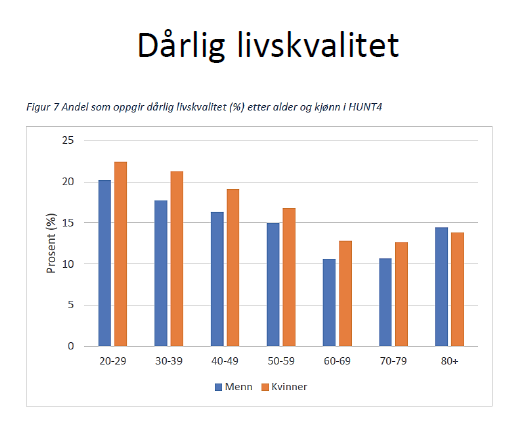 Dårlig livskvalitet
Figur 7 Andel som oppgir dårlig livskvalitet (%) etter alder og kjønn i HUNT4
25
20
15
10
5
0
Prosent (%)
20-29 30-39 40-49 50-59 60-69 70-79 80+
Menn Kvinner